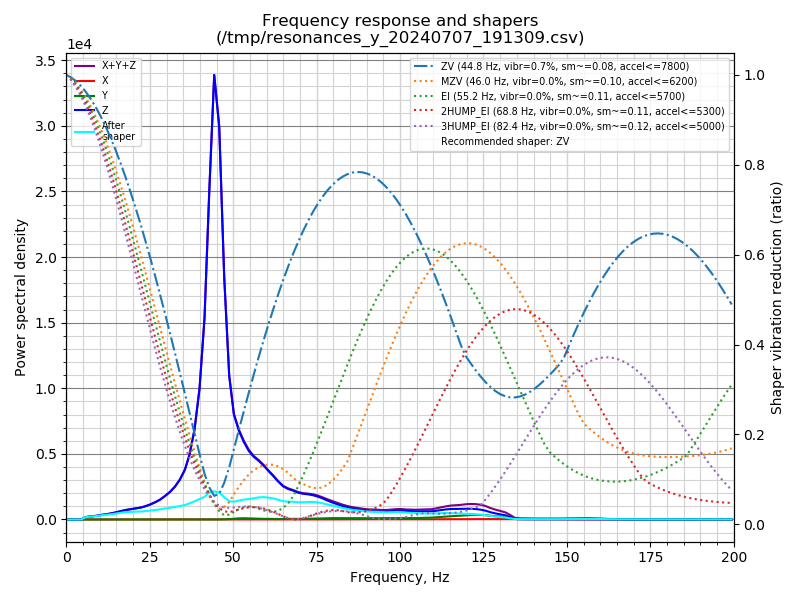 Frequency response and shapers
(/tmp/resonances_y_20240707_191309.csv)
1e4
3.5
3.0
2.5
2.0
1.5
1.0
0.5
0.0
Power spectral density
X+Y+Z
X
Y
Z
After
shaper
ZV (44.8 Hz, vibr=0.7%, sm~=0.08, accel<=7800)
MZV (46.0 Hz, vibr=0.0%, sm~=0.10, accel<=6200)
EI (55.2 Hz, vibr=0.0%, sm~=0.11, accel<=5700)
2HUMP_EI (68.8 Hz, vibr=0.0%, sm~=0.11, accel<=5300)
3HUMP_EI (82.4 Hz, vibr=0.0%, sm~=0.12, accel<=5000)
Recommended shaper: ZV
1.0
0.8
0.6
0.4
0.2
0.0
Shaper vibration reduction (ratio)
0 25 50 75 100 125 150 175 200
Frequency, Hz